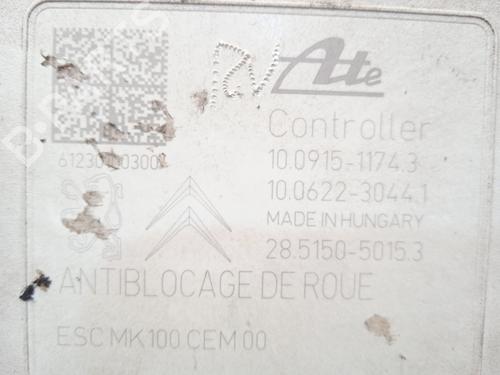 RV Ate
Controller
10.0915-1174.3
10.0622-3044.1
MADE IN HUNGARY
28.5150-5015.3
ANTIBLOCAGE DE ROUE
ESC MK100 CEM 00